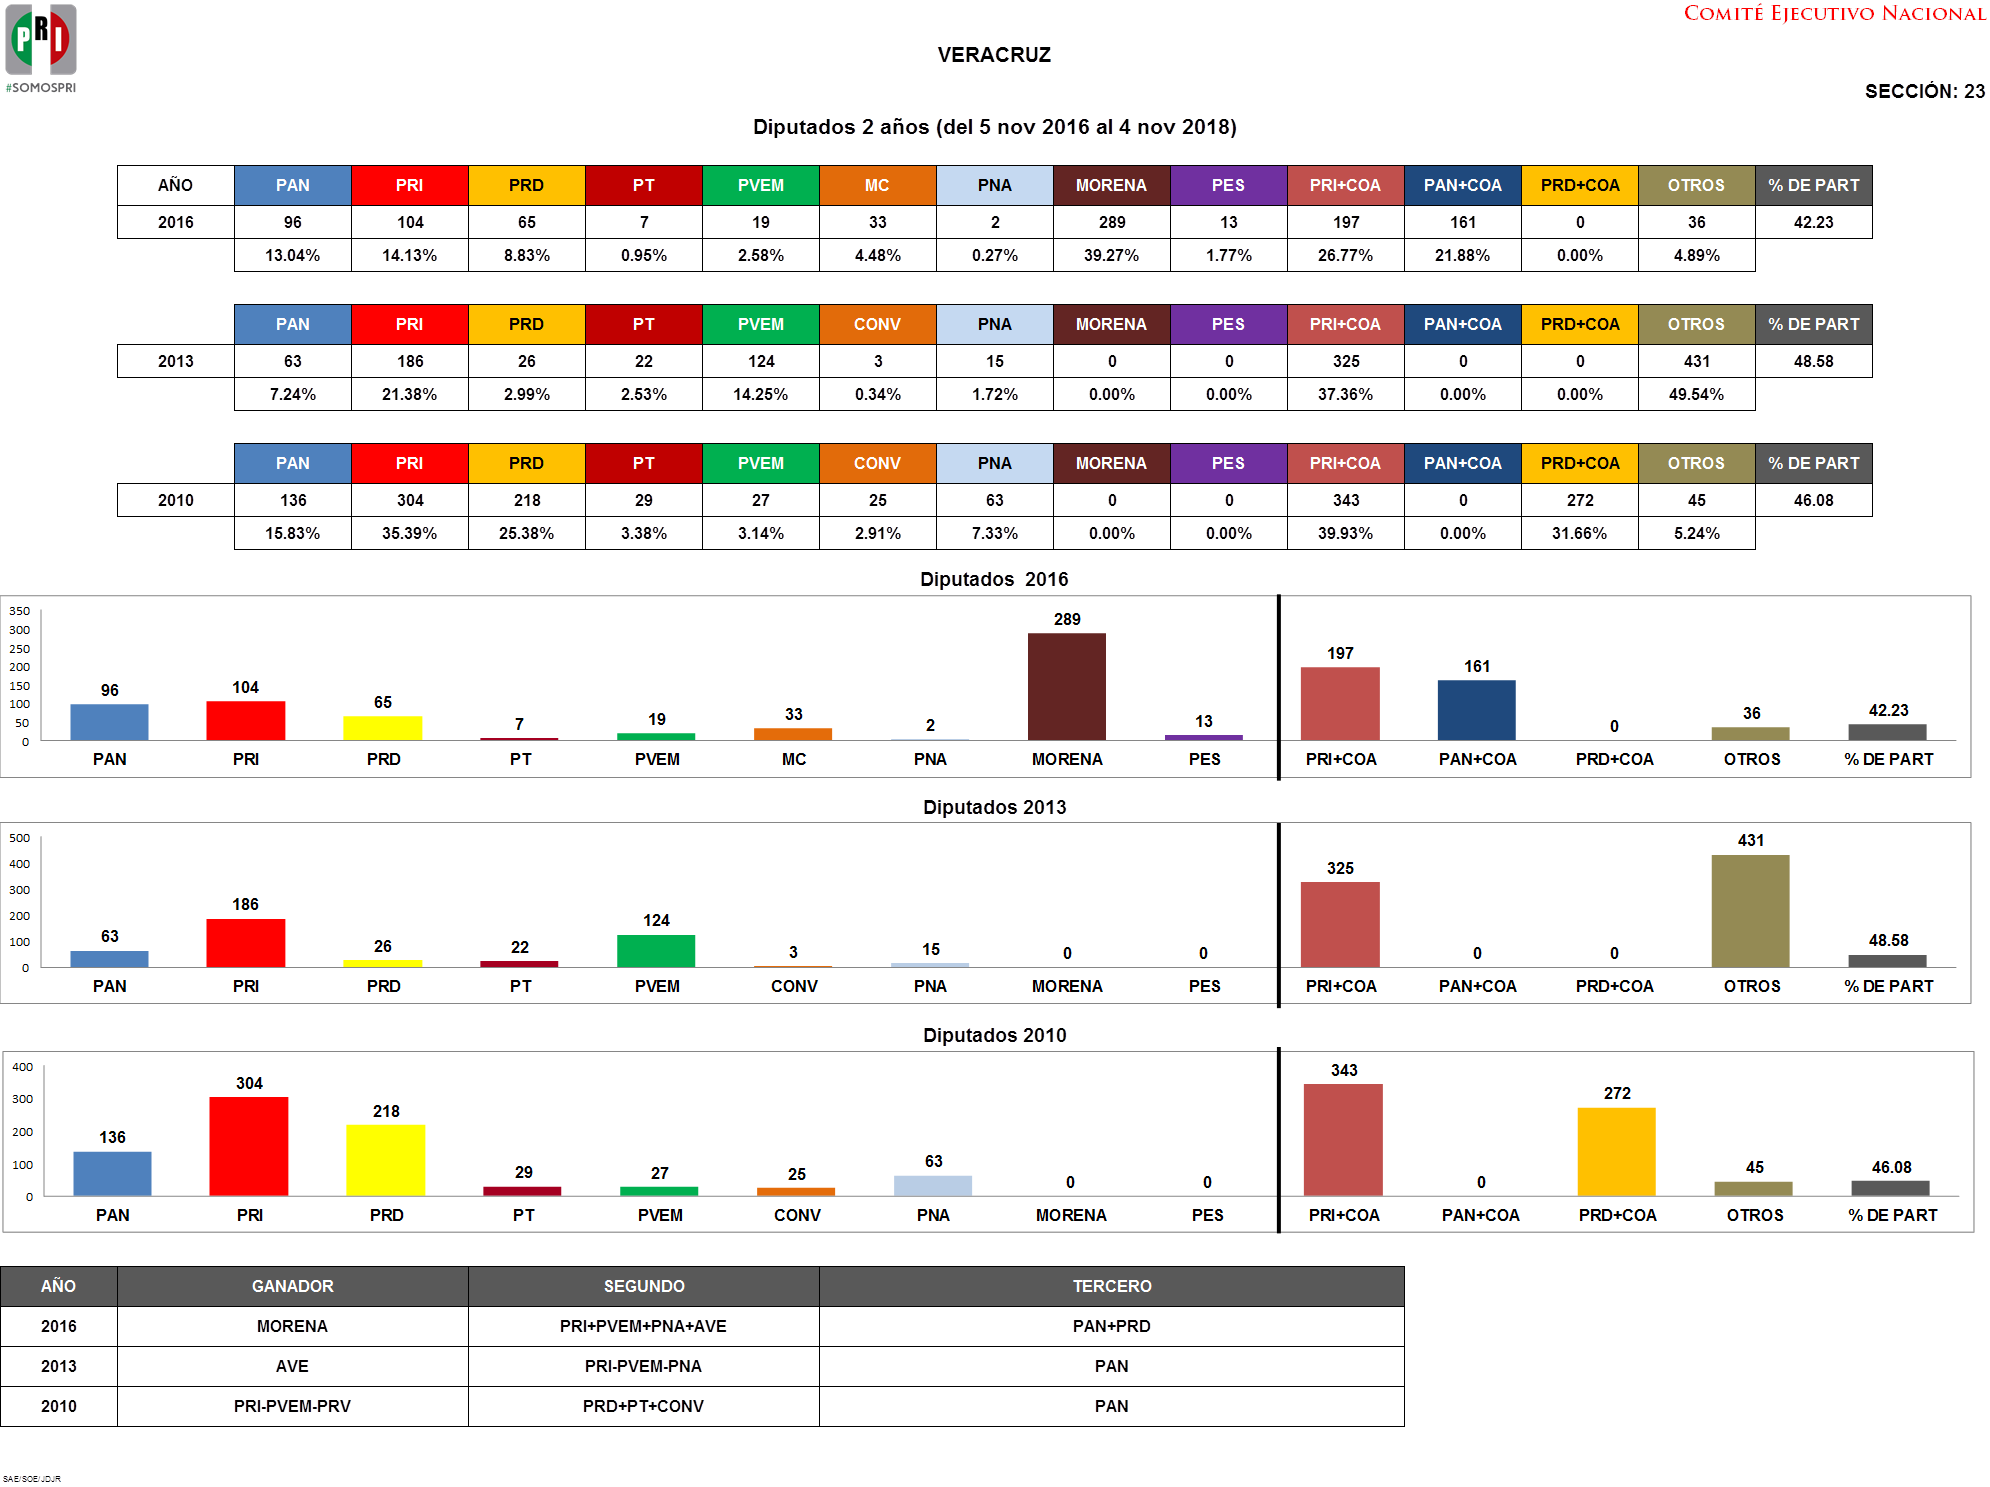 COMITÉ EJECUTIVO NACIONAL
PRI
#SOMOSPRI
VERACRUZ
SECCIÓN: 23
Diputados 2 años (del 5 nov 2016 al 4 nov 2018)
AÑO PAN PRI PRD PT PVEM MC PNA MORENA PES PRI+COA PAN+COA PRD+COA OTROS % DE PART
2016 96 104 65 7 19 33 2 289 13 197 161 0 36 42.23
13.04% 14.13% 8.83% 0.95% 2.58% 4.48% 0.27% 39.27% 1.77% 26.77% 21.88% 0.00% 4.89%
PAN PRI PRD PT PVEM CONV PNA MORENA PES PRI+COA PAN+COA PRD+COA OTROS % DE PART
2013 63 186 26 22 124 3 15 0 0 325 0 0 431 48.58
7.24% 21.38% 2.99% 2.53% 14.25% 0.34% 1.72% 0.00% 0.00% 37.36% 0.00% 0.00% 49.54%
PAN PRI PRD PT PVEM CONV PNA MORENA PES PRI+COA PAN+COA PRD+COA OTROS % DE PART
2010 136 304 218 29 27 25 63 0 0 343 0 272 45 46.08
15.83% 35.39% 25.38% 3.38% 3.14% 2.91% 7.33% 0.00% 0.00% 39.93% 0.00% 31.66% 5.24%
Diputados 2016
350
300
250
200
150
100
50
0
96 104 65 7 19 33 2 289 13 197 161 0 36 42.23
PAN PRI PRD PT PVEM MC PNA MORENA PES PRI+COA PAN+COA PRD+COA OTROS % DE PART
Diputados 2013
500
400
300
200
100
0
63 186 26 22 124 3 15 0 0 325 0 0 431 48.58
PAN PRI PRD PT PVEM CONV PNA MORENA PES PRI+COA PAN+COA PRD+COA OTROS % DE PART
Diputados 2010
400
300
200
100
0
136 304 218 29 27 25 63 0 0 343 0 272 45 46.08
PAN PRI PRD PT PVEM CONV PNA MORENA PES PRI+COA PAN+COA PRD+COA OTROS % DE PART
AÑO GANADOR SEGUNDO TERCERO
2016 MORENA PRI+PVEM+PNA+AVE PAN+PRD
2013 AVE PRI-PVEM-PNA PAN
2010 PRI-PVEM-PRV PRD+PT+CONV PAN
SAE/SOE/JDJR